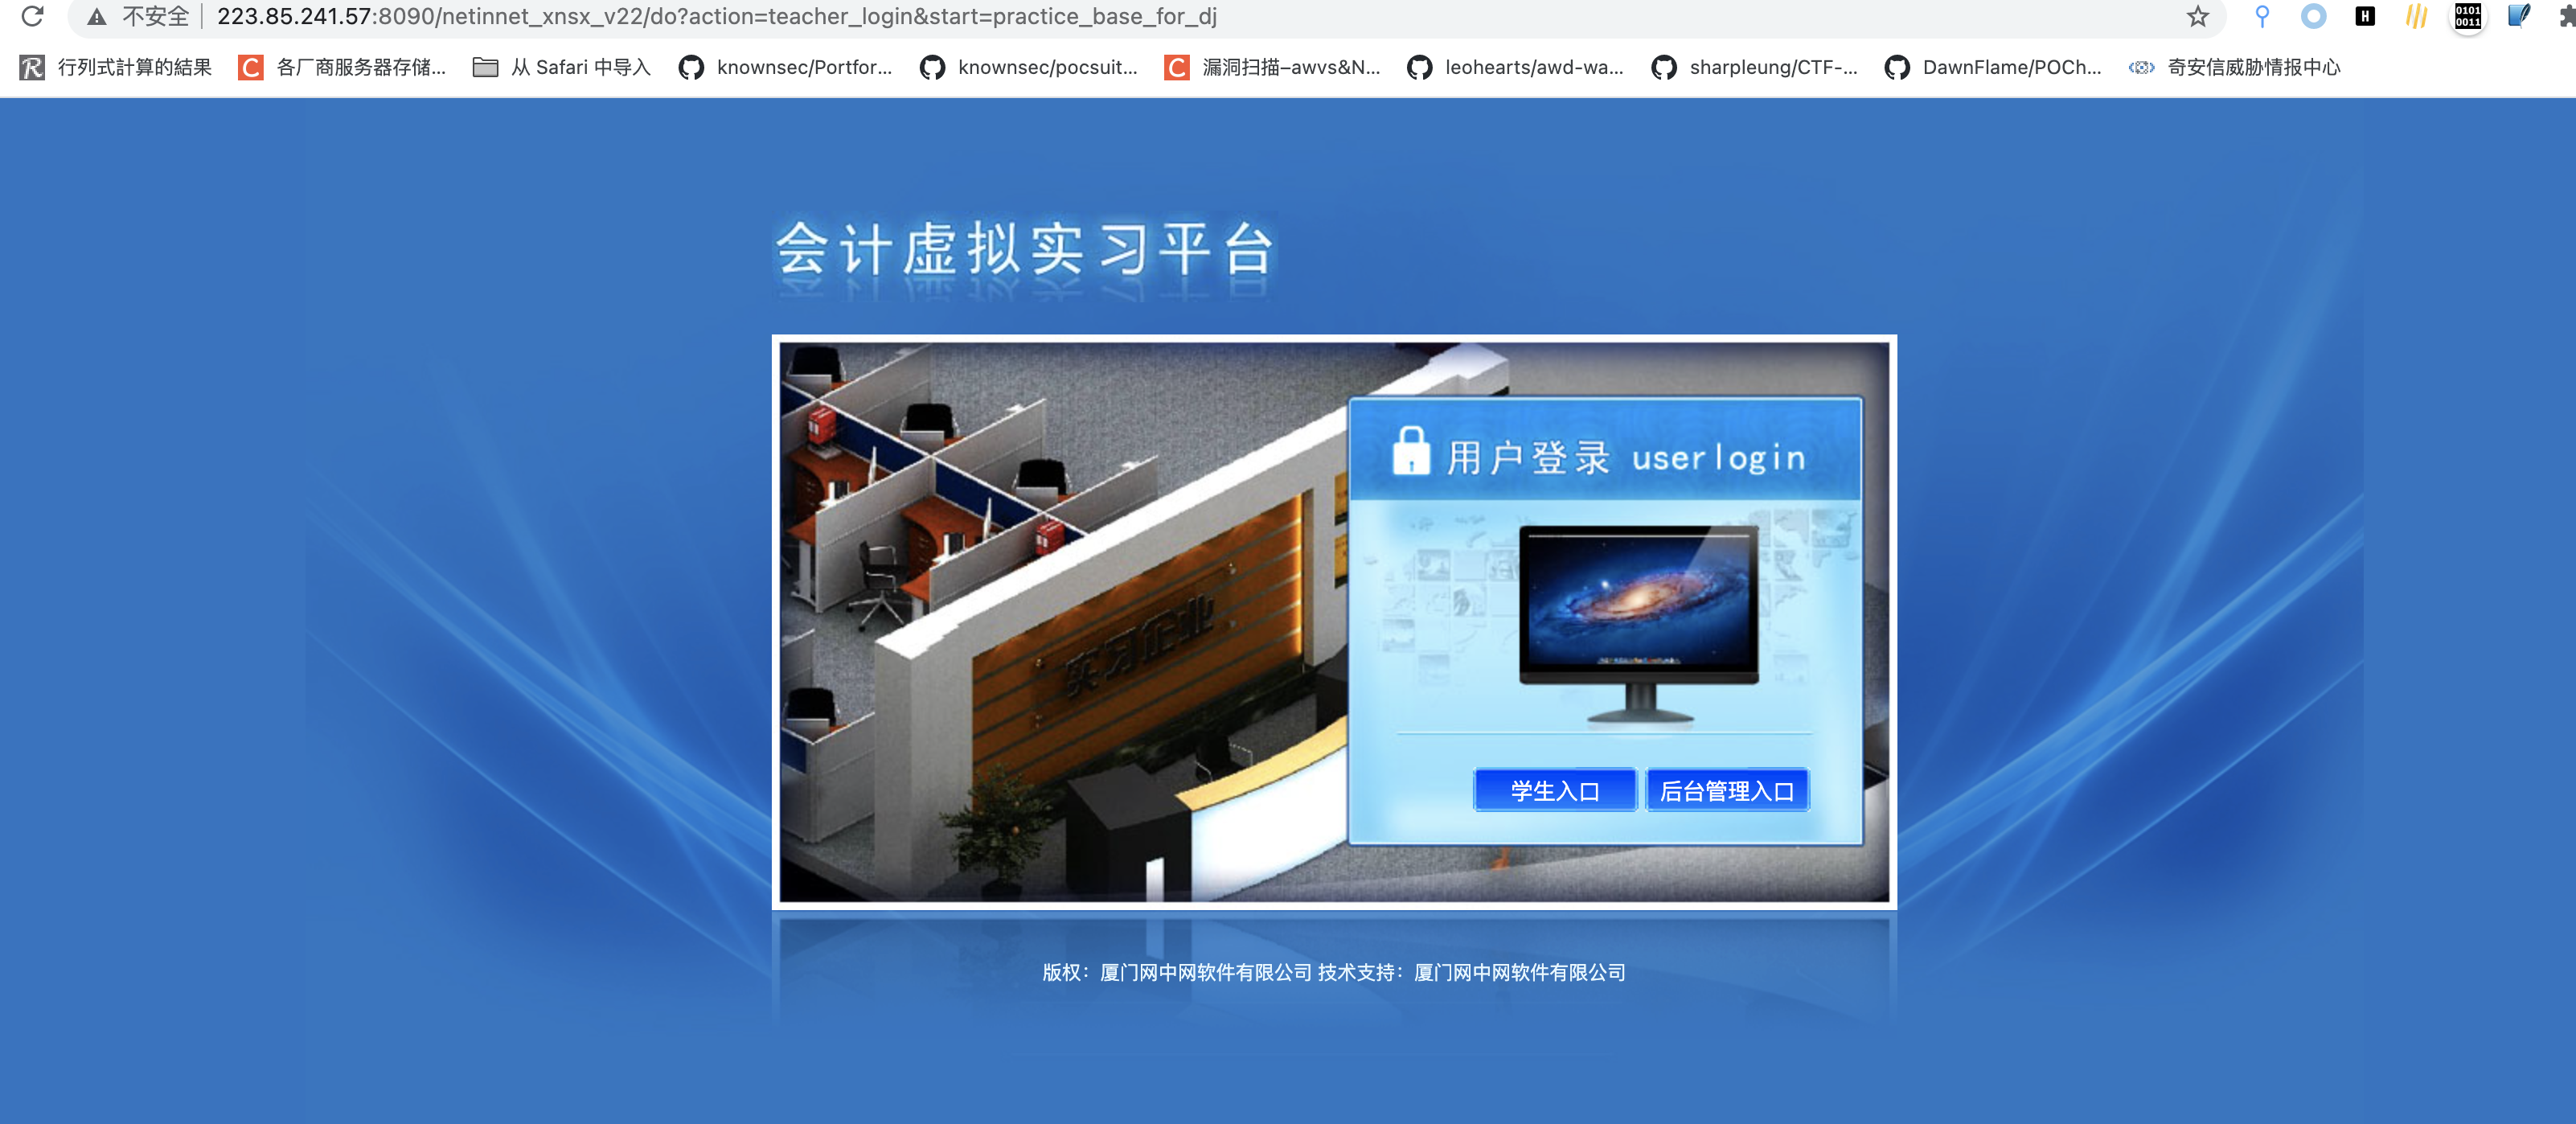 不安全 223.85.241.57:8090/netinnet_xnsx_v22/do?action=teacher_login&start=practice_base_for_dj
H 0101 0011
行列式計算的結果 各厂商服务器存储... 从 Safari 中导入 knownsec/Portfor... knownsec/pocsuit... 漏洞扫描–awvs&N... leohearts/awd-wa... sharpleung/CTF-... DawnFlame/POCh... 奇安信威胁情报中心
会计虚拟实习平台
用户登录 userlogin
实习企业
学生入口 后台管理入口
版权：厦门网中网软件有限公司 技术支持：厦门网中网软件有限公司